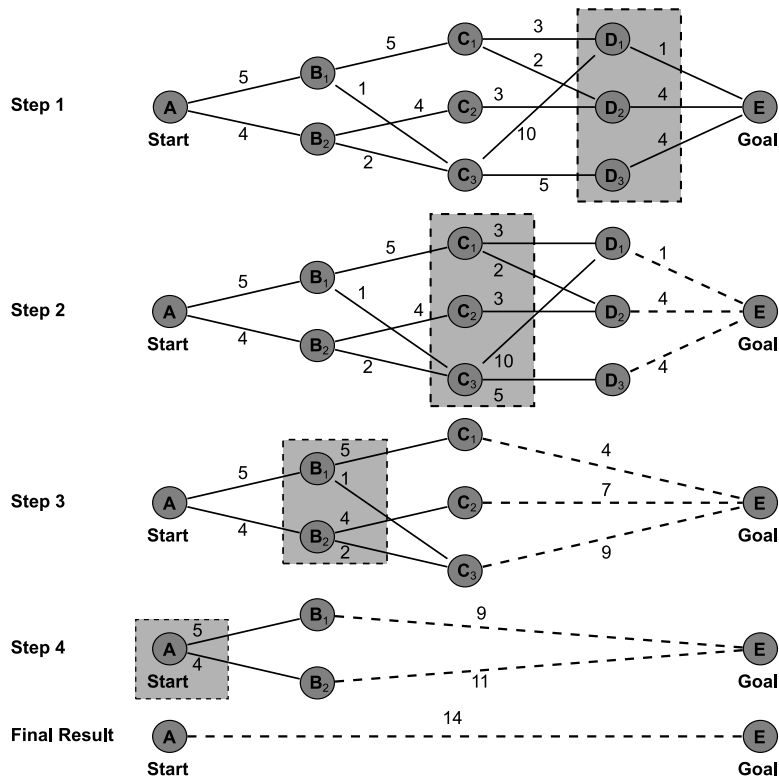 3
C1 D1
5 2 1
5 B1 1 4 3 4
Step 1 A C2 D2 E
Start 4 B2 2 10 4 Goal
C3 5 D3
C1 3 D1
5 2 1
5 B1 1 4 3 4
Step 2 A C2 D2 E
Start 4 B2 2 10 4 Goal
C3 5 D3
C1
5 4
5 B1 1
Step 3 A 4 C2 7 E
Start 4 B2 2 9 Goal
C3
B1 9
5
Step 4 A E
4
Start B2 11 Goal
14
Final Result A E
Start Goal